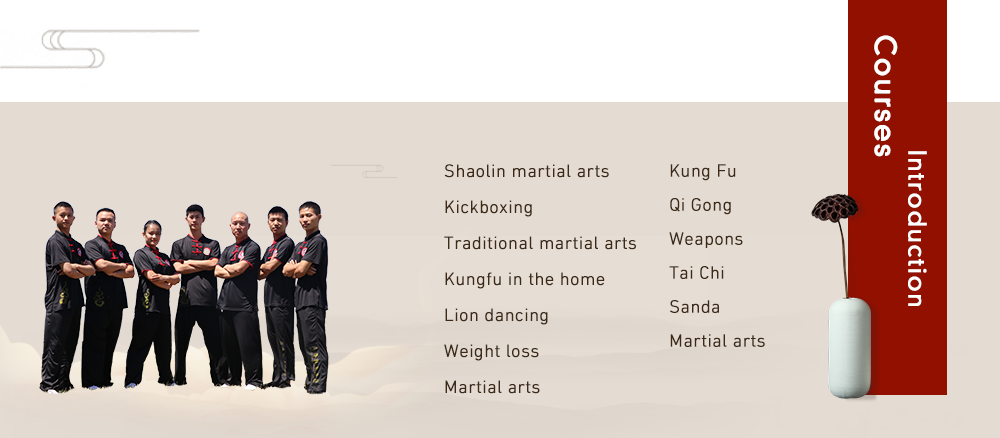 Courses
Introduction
Shaolin martial arts
Kickboxing
Traditional martial arts
Kungfu in the home
Lion dancing
Weight loss
Martial arts
Kung Fu
Qi Gong
Weapons
Tai Chi
Sanda
Martial arts